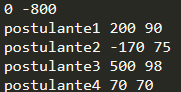 0 -800
postulante1 200 90
postulante2 -170 75
postulante3 500 98
postulante4 70 70